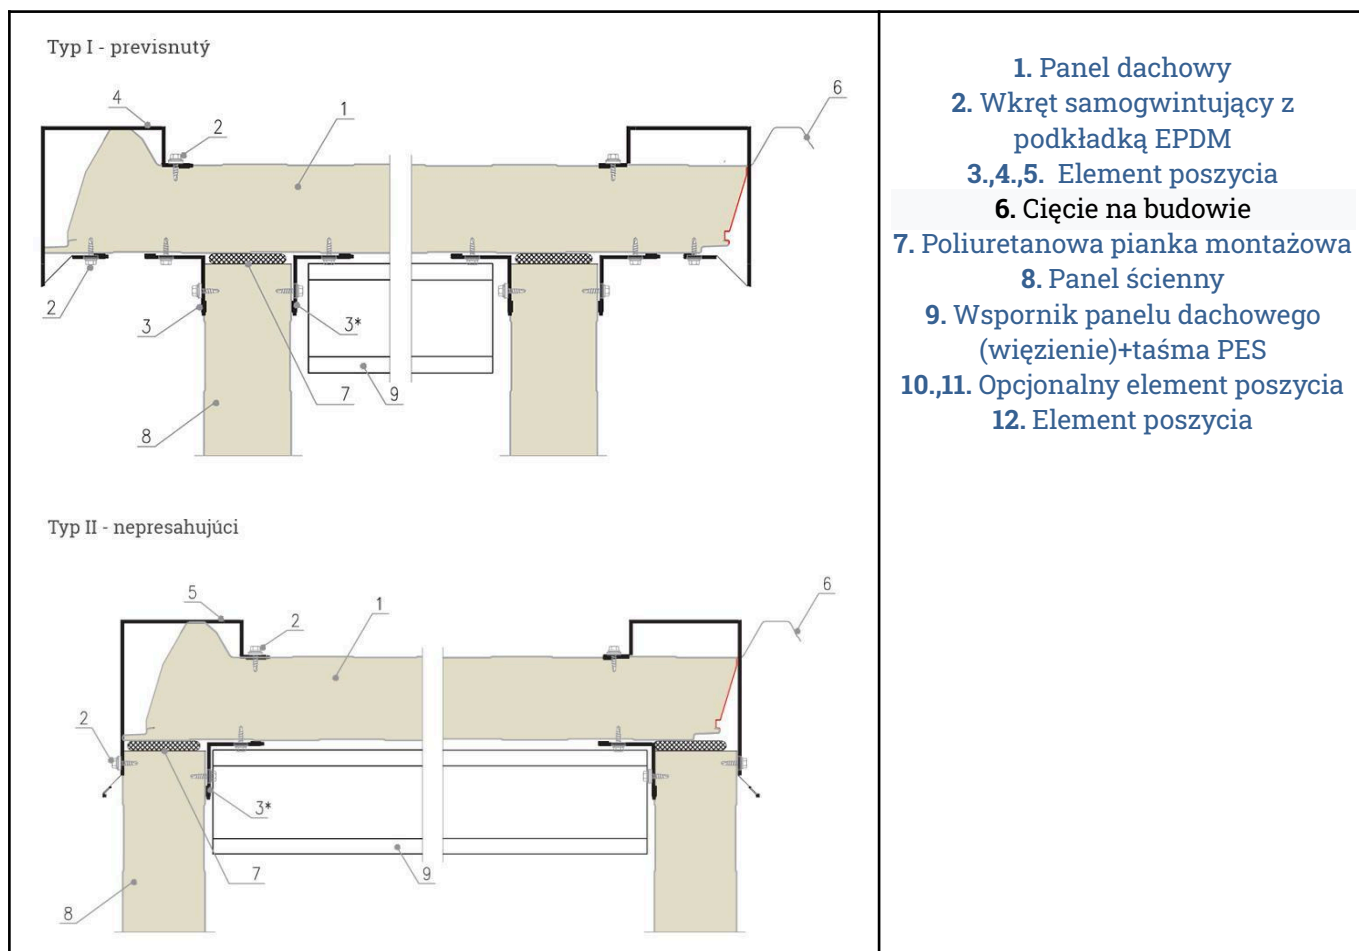 Typ I - previsnutý
4
2
1
6
2
3
3*
7
9
8
Typ II - nepresahujúci
5
2
1
6
2
3*
7
9
8
1. Panel dachowy
2. Wkręt samogwintujący z
podkładką EPDM
3.,4.,5. Element poszycia
6. Cięcie na budowie
7. Poliuretanowa pianka montażowa
8. Panel ścienny
9. Wspornik panelu dachowego
(więzienie)+taśma PES
10.,11. Opcjonalny element poszycia
12. Element poszycia